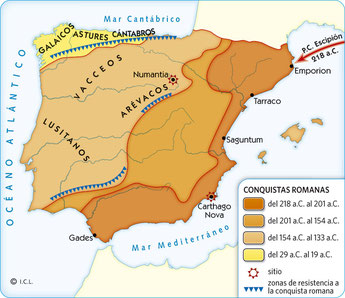 Mar Cantábrico
GALAICOS
ASTURES
CÁNTABROS
P.C. Escipión
218 a.C.
OCÉANO ATLÁNTICO
VACCEOS
Numantia
Emporion
ARÉVACOS
Tarraco
LUSITANOS
Saguntum
Carthago
Nova
Gades
Mar Mediterráneo
CONQUISTAS ROMANAS
del 218 a.C. al 201 a.C.
del 201 a.C. al 154 a.C.
del 154 a.C. al 133 a.C.
del 29 a.C. al 19 a.C.
sitio
zonas de resistencia a
la conquista romana
© I.C.L.